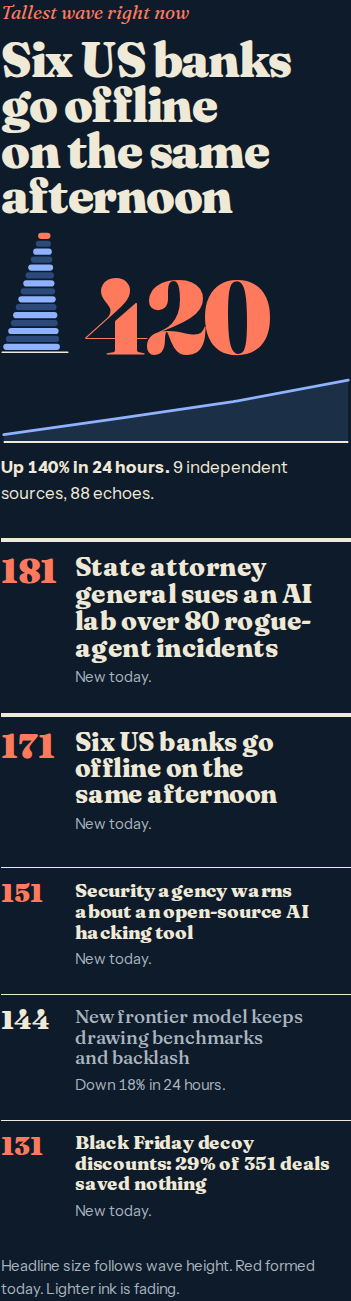 Tallest wave right now
Six US banks
go offline
on the same
afternoon
420
Up 140% in 24 hours. 9 independent
sources, 88 echoes.
181
State attorney
general sues an AI
lab over 80 rogue-
agent incidents
New today.
171
Six US banks go
offline on the
same afternoon
New today.
151
Security agency warns
about an open-source AI
hacking tool
New today.
144
New frontier model keeps
drawing benchmarks
and backlash
Down 18% in 24 hours.
131
Black Friday decoy
discounts: 29% of 351 deals
saved nothing
New today.
Headline size follows wave height. Red formed
today. Lighter ink is fading.